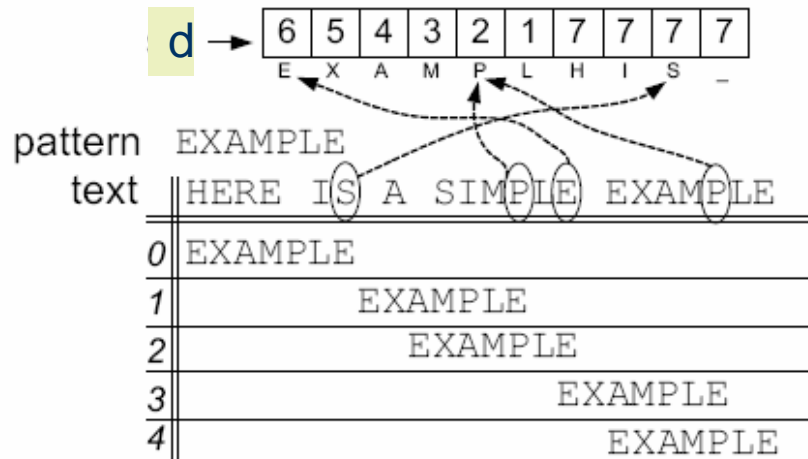 d 6 5 4 3 2 1 7 7 7 7
E X A M P L H I S _
pattern EXAMPLE
text HERE IS A SIMPLE EXAMPLE
0 EXAMPLE
1 EXAMPLE
2 EXAMPLE
3 EXAMPLE
4 EXAMPLE